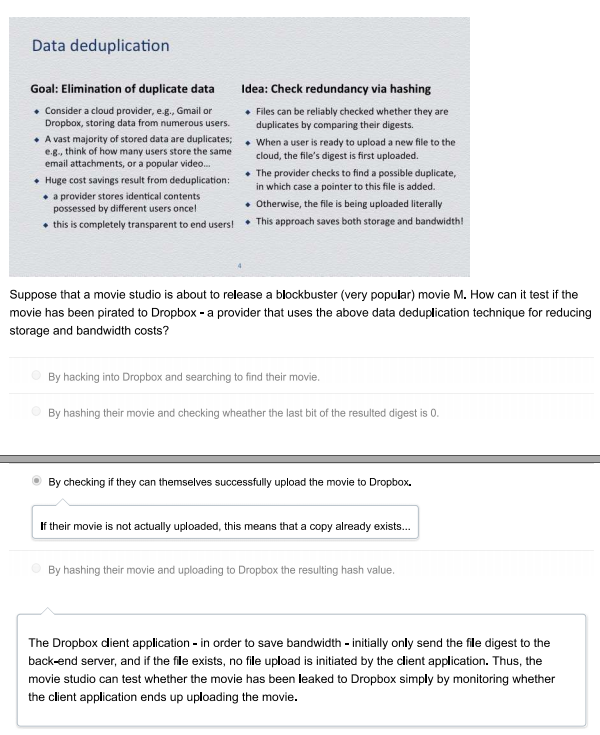 Data deduplication
Goal: Elimination of duplicate data
Consider a cloud provider, e.g., Gmail or
Dropbox, storing data from numerous users.
A vast majority of stored data are duplicates;
e.g., think of how many users store the same
email attachments, or a popular video...
Huge cost savings result from deduplication:
a provider stores identical contents
possessed by different users once!
this is completely transparent to end users!
Idea: Check redundancy via hashing
Files can be reliably checked whether they are
duplicates by comparing their digests.
When a user is ready to upload a new file to the
cloud, the file's digest is first uploaded.
The provider checks to find a possible duplicate,
in which case a pointer to this file is added.
Otherwise, the file is being uploaded literally
This approach saves both storage and bandwidth!
4
Suppose that a movie studio is about to release a blockbuster (very popular) movie M. How can it test if the
movie has been pirated to Dropbox - a provider that uses the above data deduplication technique for reducing
storage and bandwidth costs?
By hacking into Dropbox and searching to find their movie.
By hashing their movie and checking wheather the last bit of the resulted digest is 0.
By checking if they can themselves successfully upload the movie to Dropbox.
If their movie is not actually uploaded, this means that a copy already exists...
By hashing their movie and uploading to Dropbox the resulting hash value.
The Dropbox client application - in order to save bandwidth - initially only send the file digest to the
back-end server, and if the file exists, no file upload is initiated by the client application. Thus, the
movie studio can test whether the movie has been leaked to Dropbox simply by monitoring whether
the client application ends up uploading the movie.